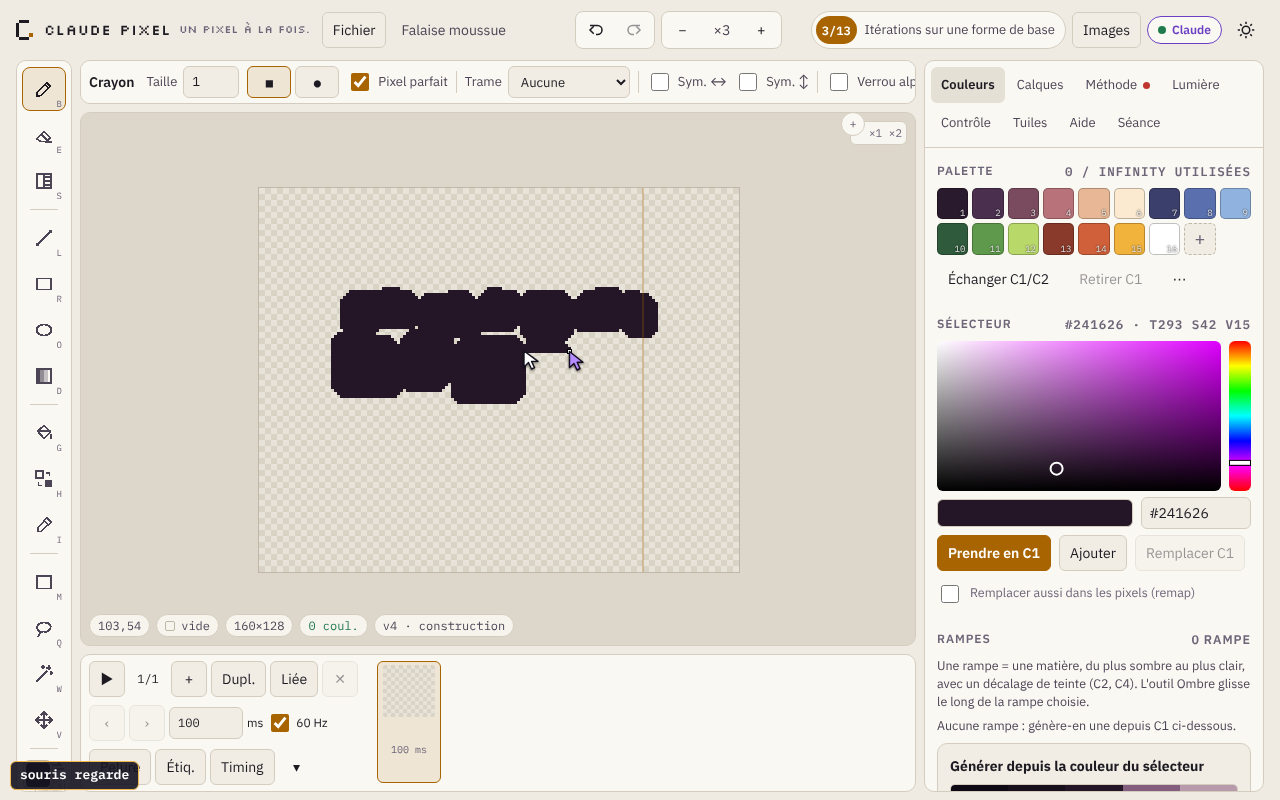 CLAUDE PIXEL UN PIXEL À LA FOIS. Fichier Falaise moussue − ×3 + 3/13 Itérations sur une forme de base Images Claude
Crayon Taille 1 Pixel parfait Trame Aucune Sym. ↔ Sym. ↕ Verrou alp
B
E
S
L
R
O
D
G
H
I
M
Q
W
V
+ ×1 ×2
103,54 vide 160×128 0 coul. v4 · construction
1/1 + Dupl. Liée ✕
‹ › 100 ms 60 Hz
Étiq. Timing ▼
100 ms
souris regarde
Couleurs Calques Méthode Lumière
Contrôle Tuiles Aide Séance
PALETTE 0 / INFINITY UTILISÉES
1 2 3 4 5 6 7 8 9
10 11 12 13 14 15 16 +
Échanger C1/C2 Retirer C1 ···
SÉLECTEUR #241626 · T293 S42 V15
#241626
Prendre en C1 Ajouter Remplacer C1
Remplacer aussi dans les pixels (remap)
RAMPES 0 RAMPE
Une rampe = une matière, du plus sombre au plus clair,
avec un décalage de teinte (C2, C4). L'outil Ombre glisse
le long de la rampe choisie.
Aucune rampe : génère-en une depuis C1 ci-dessous.
Générer depuis la couleur du sélecteur